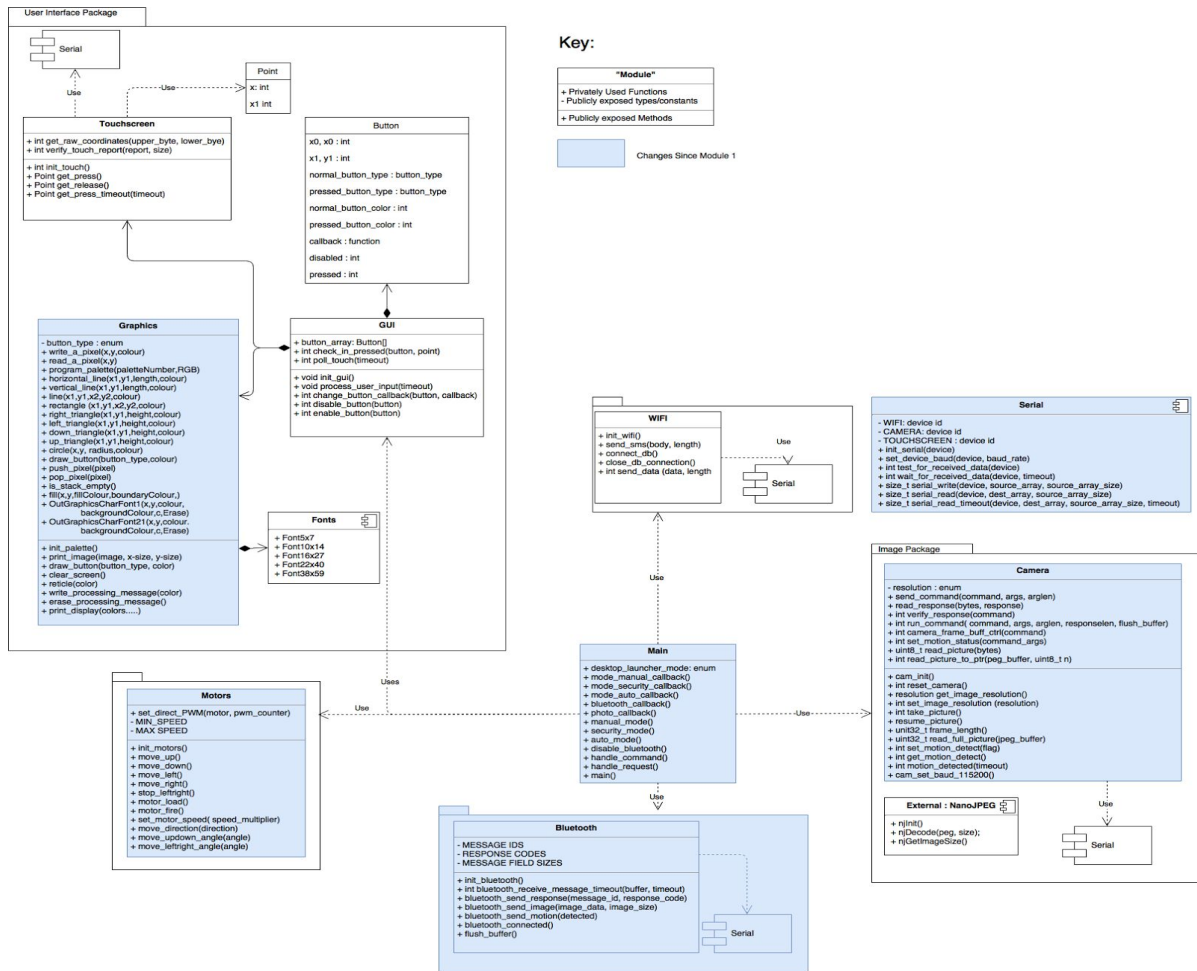 User Interface Package
Serial
Use
Use
Point
x: int
x1 int
Touchscreen
+ int get_raw_coordinates(upper_byte, lower_bye)
+ int verify_touch_report(report, size)
+ int init_touch()
+ Point get_press()
+ Point get_release()
+ Point get_press_timeout(timeout)
Button
x0, x0 : int
x1, y1 : int
normal_button_type : button_type
pressed_button_type : button_type
normal_button_color : int
pressed_button_color : int
callback : function
disabled : int
pressed : int
Graphics
- button_type : enum
+ write_a_pixel(x,y,colour)
+ read_a_pixel(x,y)
+ program_palette(paletteNumber,RGB)
+ horizontal_line(x1,y1,length,colour)
+ vertical_line(x1,y1,length,colour)
+ line(x1,y1,x2,y2,colour)
+ rectangle (x1,y1,x2,y2,colour)
+ right_triangle(x1,y1,height,colour)
+ left_triangle(x1,y1,height,colour)
+ down_triangle(x1,y1,height,colour)
+ up_triangle(x1,y1,height,colour)
+ circle(x,y, radius,colour)
+ draw_button(button_type,colour)
+ push_pixel(pixel)
+ pop_pixel(pixel)
+ is_stack_empty()
+ fill(x,y,fillColour,boundaryColour,)
+ OutGraphicsCharFont1(x,y,colour,
backgroundColour,c,Erase)
+ OutGraphicsCharFont21(x,y,colour.
backgroundColour,c,Erase)
+ init_palette()
+ print_image(image, x-size, y-size)
+ draw_button(button_type, color)
+ clear_screen()
+ reticle(color)
+ write_processing_message(color)
+ erase_processing_message()
+ print_display(colors.....)
GUI
+ button_array: Button[]
+ int check_in_pressed(button, point)
+ int poll_touch(timeout)
+ void init_gui()
+ void process_user_input(timeout)
+ int change_button_callback(button, callback)
+ int disable_button(button)
+ int enable_button(button)
Fonts
+ Font5x7
+ Font10x14
+ Font16x27
+ Font22x40
+ Font38x59
Key:
"Module"
+ Privately Used Functions
- Publicly exposed types/constants
+ Publicly exposed Methods
Changes Since Module 1
WIFI
+ init_wifi()
+ send_sms(body, length)
+ connect_db()
+ close_db_connection()
+ int send_data (data, length
Use
Serial
Serial
- WIFI: device id
- CAMERA: device id
- TOUCHSCREEN : device id
+ init_serial(device)
+ set_device_baud(device, baud_rate)
+ int test_for_received_data(device)
+ int wait_for_received_data(device, timeout)
+ size_t serial_write(device, source_array, source_array_size)
+ size_t serial_read(device, dest_array, source_array_size)
+ size_t serial_read_timeout(device, dest_array, source_array_size, timeout)
Image Package
Camera
- resolution : enum
+ send_command(command, args, arglen)
+ read_response(bytes, response)
+ int verify_response(command)
+ int run_command( command, args, arglen, responselen, flush_buffer)
+ int camera_frame_buff_ctrl(command)
+ int set_motion_status(command_args)
+ uint8_t read_picture(bytes)
+ int read_picture_to_ptr(peg_buffer, uint8_t n)
+ cam_init()
+ int reset_camera()
+ resolution get_image_resolution()
+ int set_image_resolution (resolution)
+ int take_picture()
+ resume_picture()
+ unit32_t frame_length()
+ uint32_t read_full_picture(jpeg_buffer)
+ int set_motion_detect(flag)
+ int get_motion_detect()
+ int motion_detected(timeout)
+ cam_set_baud_115200()
External : NanoJPEG
+ njInit()
+ njDecode(peg, size);
+ njGetImageSize()
Use
Serial
Use
Main
+ desktop_launcher_mode: enum
+ mode_manual_callback()
+ mode_security_callback()
+ mode_auto_callback()
+ bluetooth_callback()
+ photo_callback()
+ manual_mode()
+ security_mode()
+ auto_mode()
+ disable_bluetooth()
+ handle_command()
+ handle_request()
+ main()
Uses
Use
Use
Use
Motors
+ set_direct_PWM(motor, pwm_counter)
- MIN_SPEED
- MAX SPEED
+ init_motors()
+ move_up()
+ move_down()
+ move_left()
+ move_right()
+ stop_leftright()
+ motor_load()
+ motor_fire()
+ set_motor_speed( speed_multiplier)
+ move_direction(direction)
+ move_updown_angle(angle)
+ move_leftright_angle(angle)
Bluetooth
- MESSAGE IDS
- RESPONSE CODES
- MESSAGE FIELD SIZES
+ init_bluetooth()
+ int bluetooth_receive_message_timeout(buffer, timeout)
+ bluetooth_send_response(message_id, response_code)
+ bluetooth_send_image(image_data, image_size)
+ bluetooth_send_motion(detected)
+ bluetooth_connected()
+ flush_buffer()
Serial